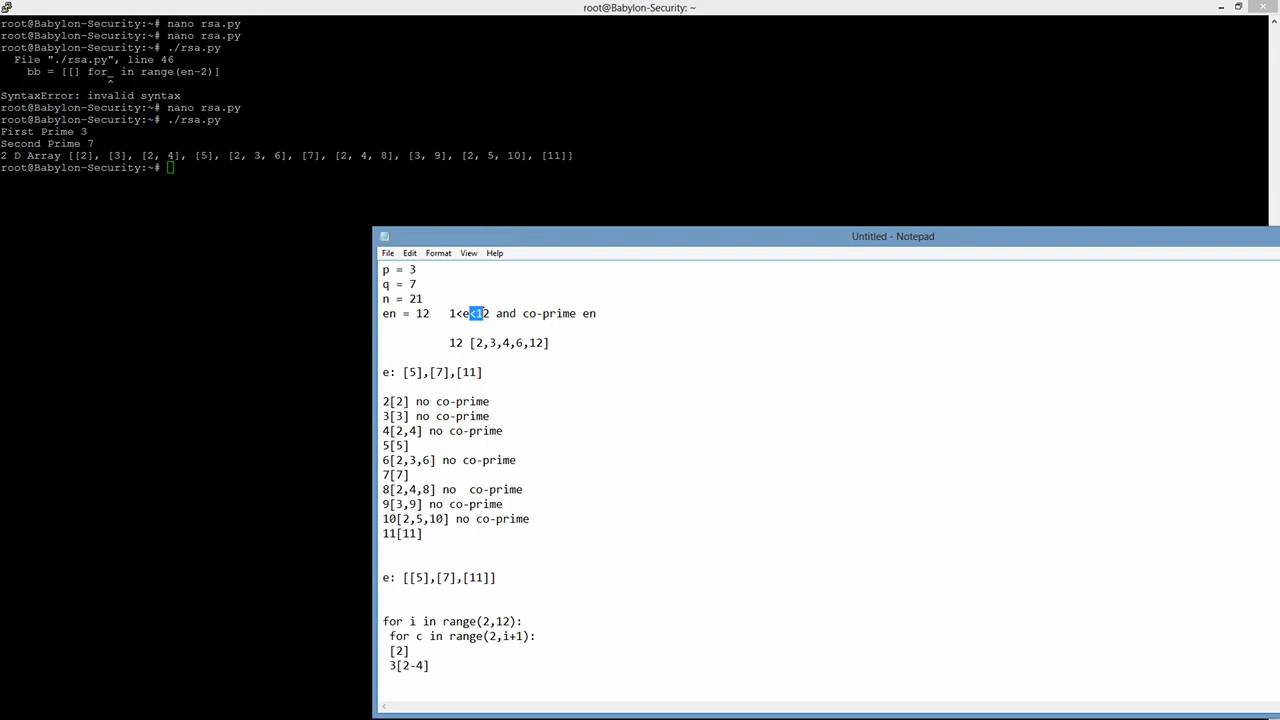 root@Babylon-Security: ~
root@Babylon-Security:~# nano rsa.py
root@Babylon-Security:~# nano rsa.py
root@Babylon-Security:~# ./rsa.py
  File "./rsa.py", line 46
    bb = [[] for_ in range(en-2)]
                ^
SyntaxError: invalid syntax
root@Babylon-Security:~# nano rsa.py
root@Babylon-Security:~# ./rsa.py
First Prime 3
Second Prime 7
2 D Array [[2], [3], [2, 4], [5], [2, 3, 6], [7], [2, 4, 8], [3, 9], [2, 5, 10], [11]]
root@Babylon-Security:~#
Untitled - Notepad
File Edit Format View Help
p = 3
q = 7
n = 21
en = 12   1<e<12 and co-prime en
12 [2,3,4,6,12]
e: [5],[7],[11]
2[2] no co-prime
3[3] no co-prime
4[2,4] no co-prime
5[5]
6[2,3,6] no co-prime
7[7]
8[2,4,8] no  co-prime
9[3,9] no co-prime
10[2,5,10] no co-prime
11[11]
e: [[5],[7],[11]]
for i in range(2,12):
 for c in range(2,i+1):
 [2]
 3[2-4]